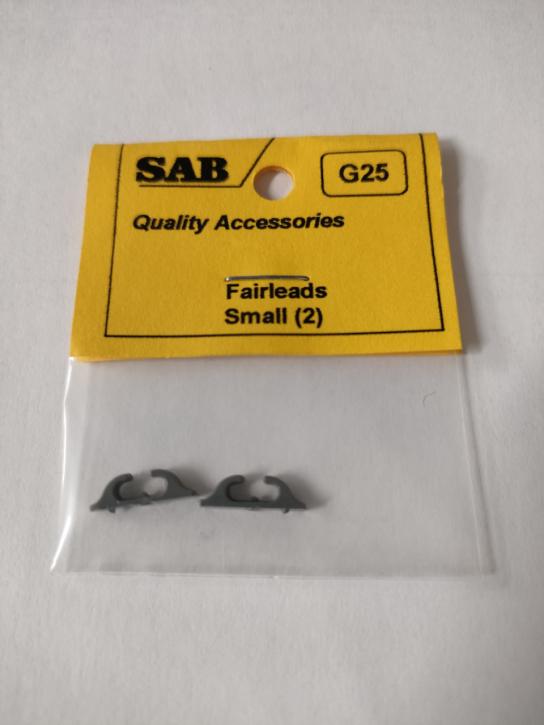 SAB
G25
Quality Accessories
Fairleads
Small (2)